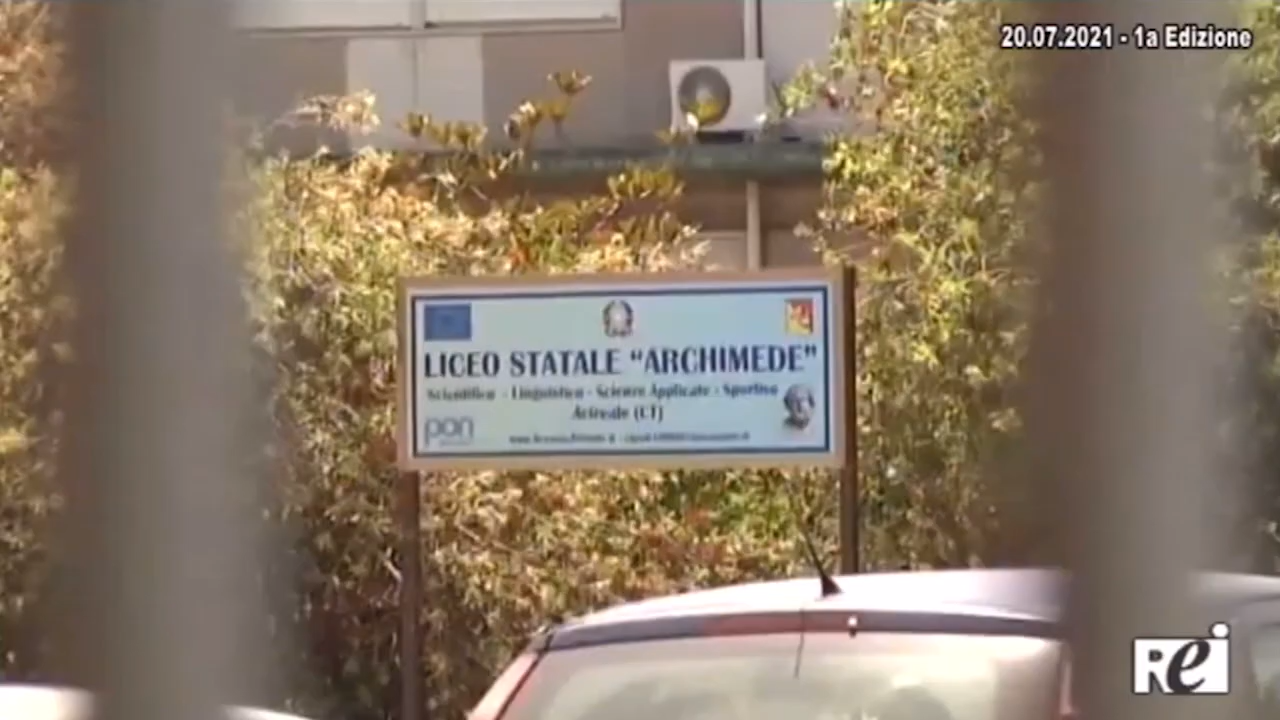 20.07.2021 - 1a Edizione
LICEO STATALE “ARCHIMEDE”
Scientifico - Linguistico - Scienze Applicate - Sportivo
Acireale (CT)
pon
Rei